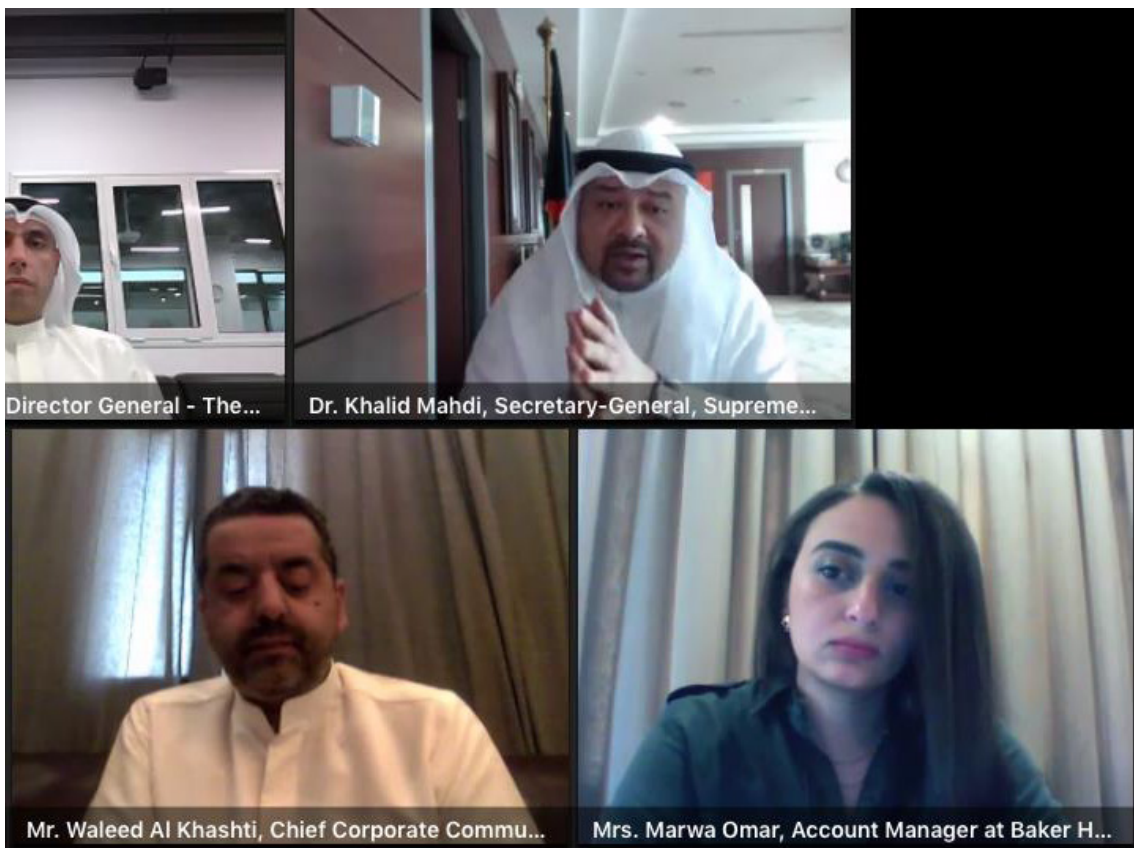 Director General - The...
Dr. Khalid Mahdi, Secretary-General, Supreme...
Mr. Waleed Al Khashti, Chief Corporate Commu...
Mrs. Marwa Omar, Account Manager at Baker H...